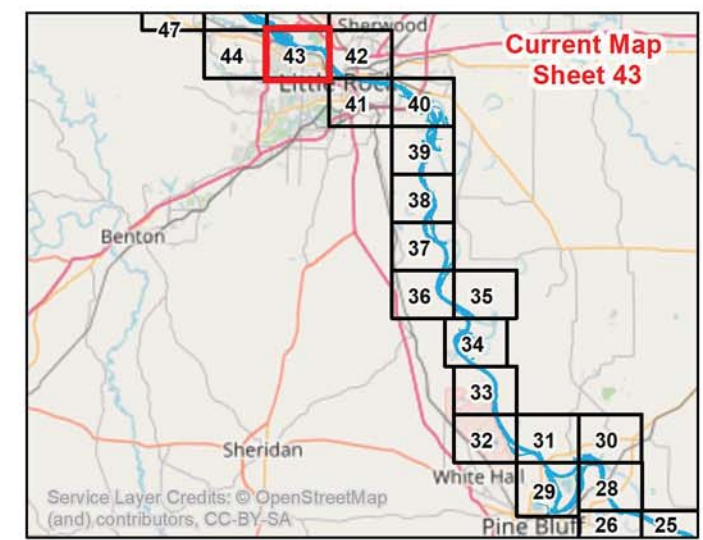 47
Sherwood
44
43
42
Current Map
Sheet 43
Little Rock
41
40
39
38
Benton
37
36
35
34
33
32
31
30
Sheridan
White Hall
29
28
Service Layer Credits: © OpenStreetMap
(and) contributors, CC-BY-SA
Pine Bluff
26
25